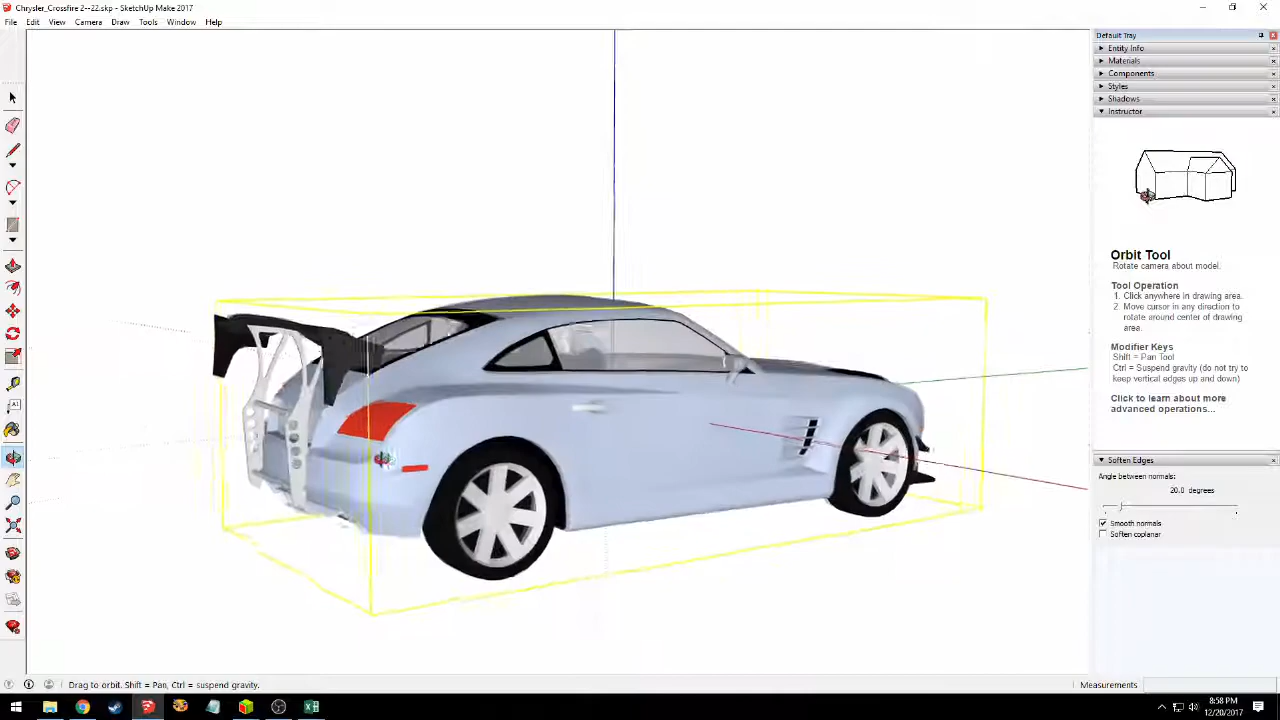 Chrysler_Crossfire 2--22.skp - SketchUp Make 2017
File Edit View Camera Draw Tools Window Help
Default Tray
Entity Info
Materials
Components
Styles
Shadows
Instructor
Orbit Tool
Rotate camera about model.
Tool Operation
1. Click anywhere in drawing area.
2. Move cursor in any direction to
rotate around center of drawing
area.
Modifier Keys
Shift = Pan Tool
Ctrl = Suspend gravity (do not try to
keep vertical edges up and down)
Click to learn about more
advanced operations...
Soften Edges
Angle between normals:
20.0 degrees
Smooth normals
Soften coplanar
Drag to orbit. Shift = Pan, Ctrl = suspend gravity.
Measurements
8:58 PM
12/20/2017